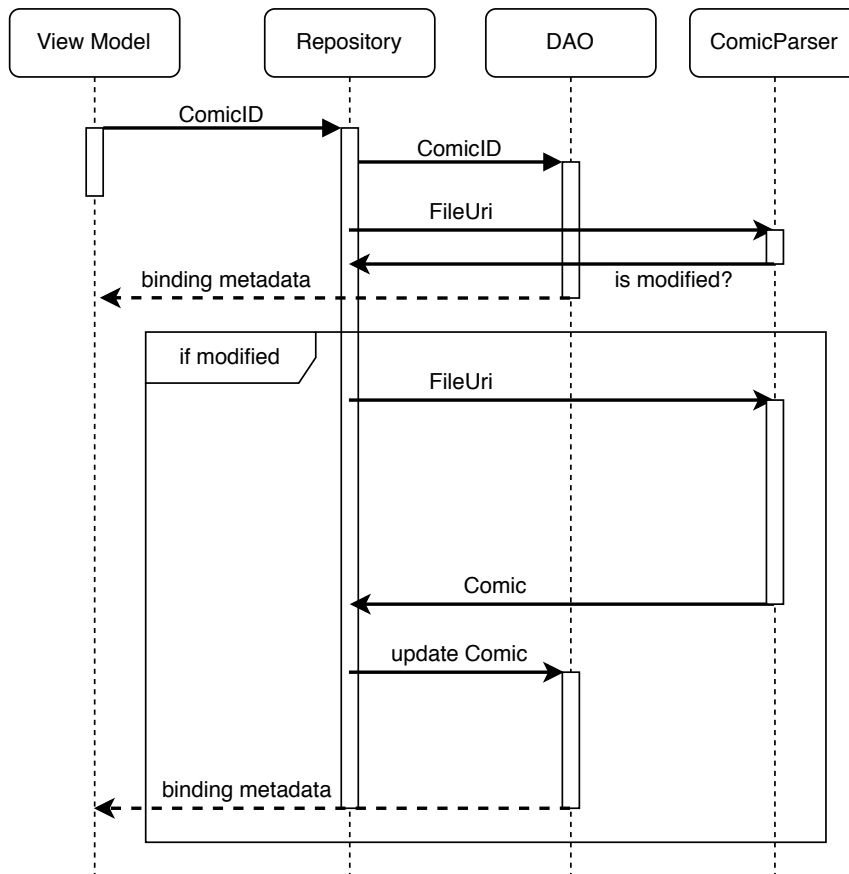 View Model
Repository
DAO
ComicParser
ComicID
ComicID
FileUri
is modified?
binding metadata
if modified
FileUri
Comic
update Comic
binding metadata